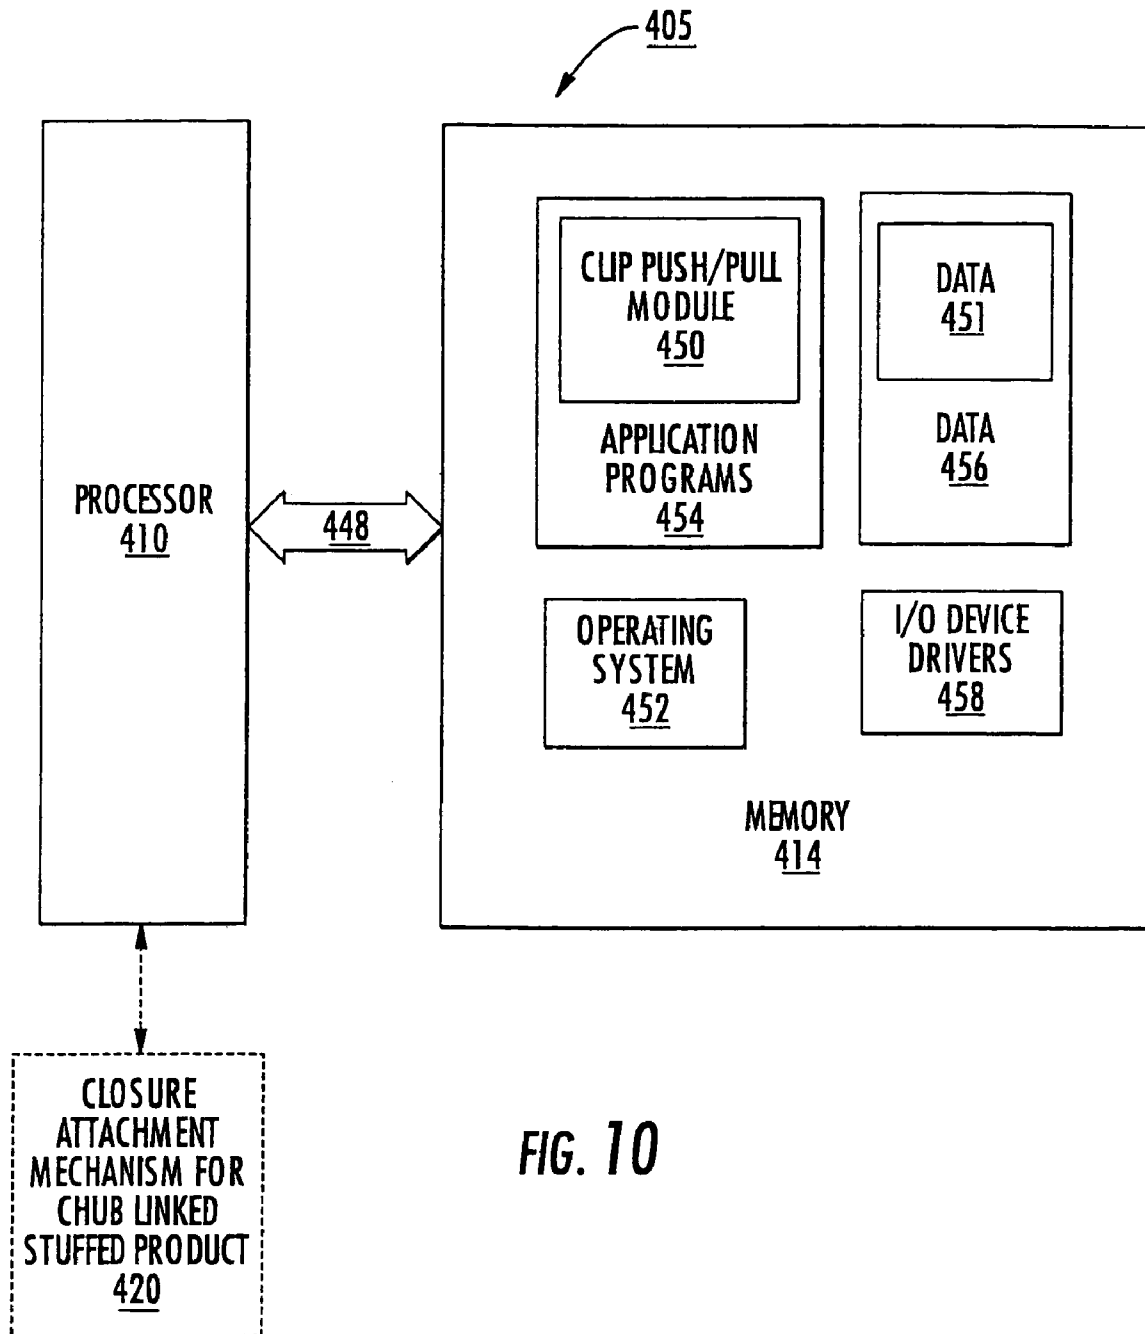 405
CLIP PUSH/PULL
MODULE
450
APPLICATION
PROGRAMS
454
DATA
451
DATA
456
PROCESSOR
410
448
OPERATING
SYSTEM
452
I/O DEVICE
DRIVERS
458
MEMORY
414
CLOSURE
ATTACHMENT
MECHANISM FOR
CHUB LINKED
STUFFED PRODUCT
420
FIG. 10